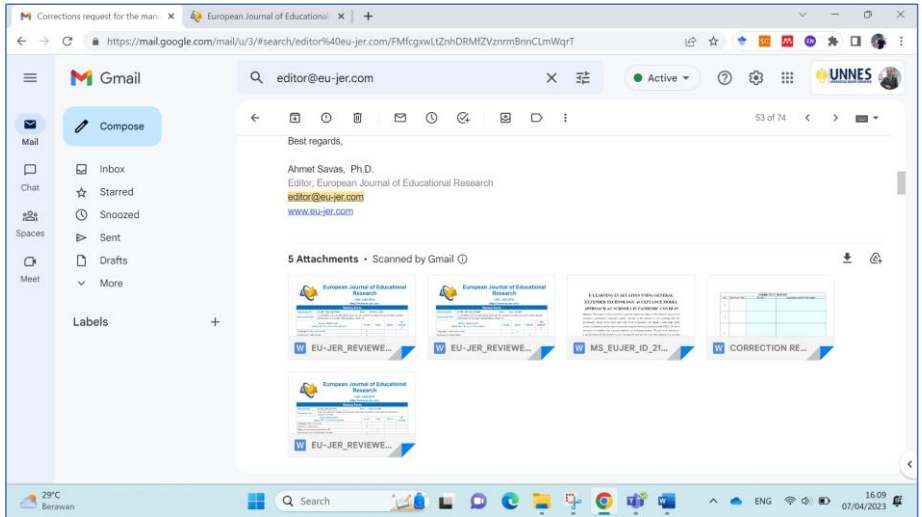 Corrections request for the manu
European Journal of Educational
https://mail.google.com/mail/u/3/#search/editor%40eu-jer.com/FMfcgxwLtZnhDRMfZVznrmBnnCLmWqrT
Gmail
editor@eu-jer.com
Active
UNNES
Mail
Compose
53 of 74
Best regards,
Ahmet Savas, Ph.D.
Editor, European Journal of Educational Research
editor@eu-jer.com
www.eu-jer.com
Inbox
Chat
Starred
Snoozed
Spaces
Sent
Drafts
Meet
More
Labels
5 Attachments • Scanned by Gmail
European Journal of Educational
Research
European Journal of Educational
Research
E-LEARNING EVALUATION USING GENERAL
EXTENDED TECHNOLOGY ACCEPTANCE MODEL
APPROACH AT SCHOOLS IN PANDEMIC COVID-19
EU-JER_REVIEWE...
EU-JER_REVIEWE...
MS_EUJER_ID_21...
CORRECTION RE...
European Journal of Educational
Research
EU-JER_REVIEWE...
29°C
Berawan
Search
ENG
16.09
07/04/2023